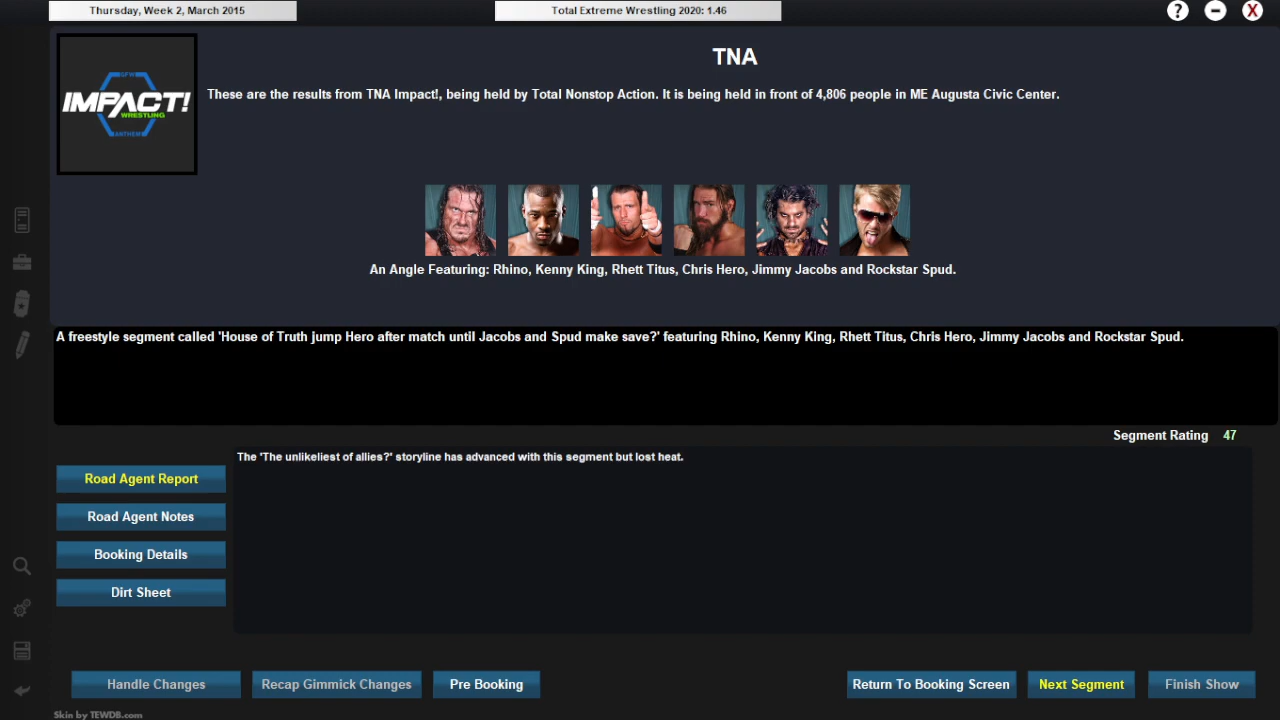 Thursday, Week 2, March 2015
Total Extreme Wrestling 2020: 1.46
? – X
TNA
GFW
IMPACT!
WRESTLING
ANTHEM
These are the results from TNA Impact!, being held by Total Nonstop Action. It is being held in front of 4,806 people in ME Augusta Civic Center.
An Angle Featuring: Rhino, Kenny King, Rhett Titus, Chris Hero, Jimmy Jacobs and Rockstar Spud.
A freestyle segment called 'House of Truth jump Hero after match until Jacobs and Spud make save?' featuring Rhino, Kenny King, Rhett Titus, Chris Hero, Jimmy Jacobs and Rockstar Spud.
Segment Rating 47
The 'The unlikeliest of allies?' storyline has advanced with this segment but lost heat.
Road Agent Report
Road Agent Notes
Booking Details
Dirt Sheet
Handle Changes
Recap Gimmick Changes
Pre Booking
Return To Booking Screen
Next Segment
Finish Show
Skin by TEWDB.com